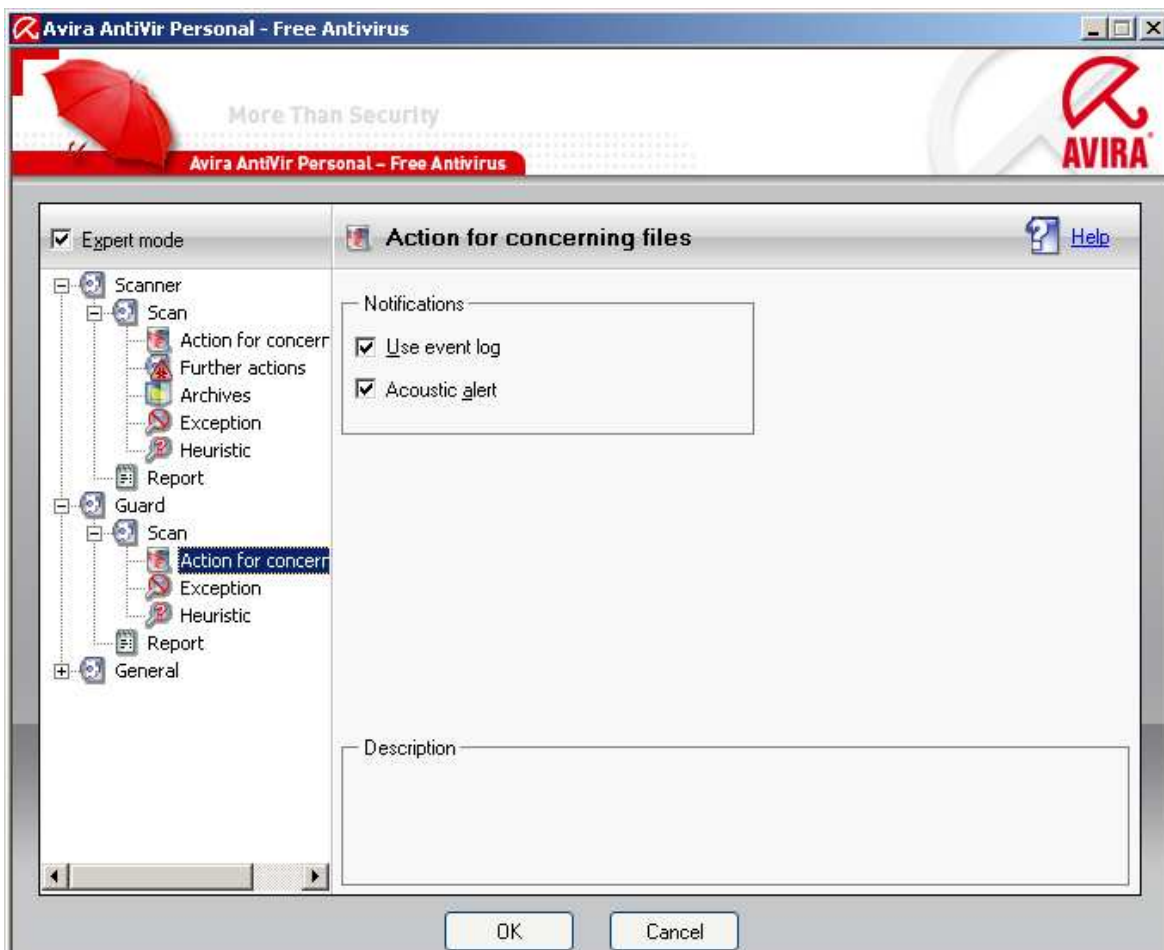 Avira AntiVir Personal - Free Antivirus
More Than Security
Avira AntiVir Personal – Free Antivirus
AVIRA
Expert mode
Action for concerning files
Help
Scanner
Scan
Action for concern
Further actions
Archives
Exception
Heuristic
Report
Guard
Scan
Action for concern
Exception
Heuristic
Report
General
Notifications
Use event log
Acoustic alert
Description
OK
Cancel